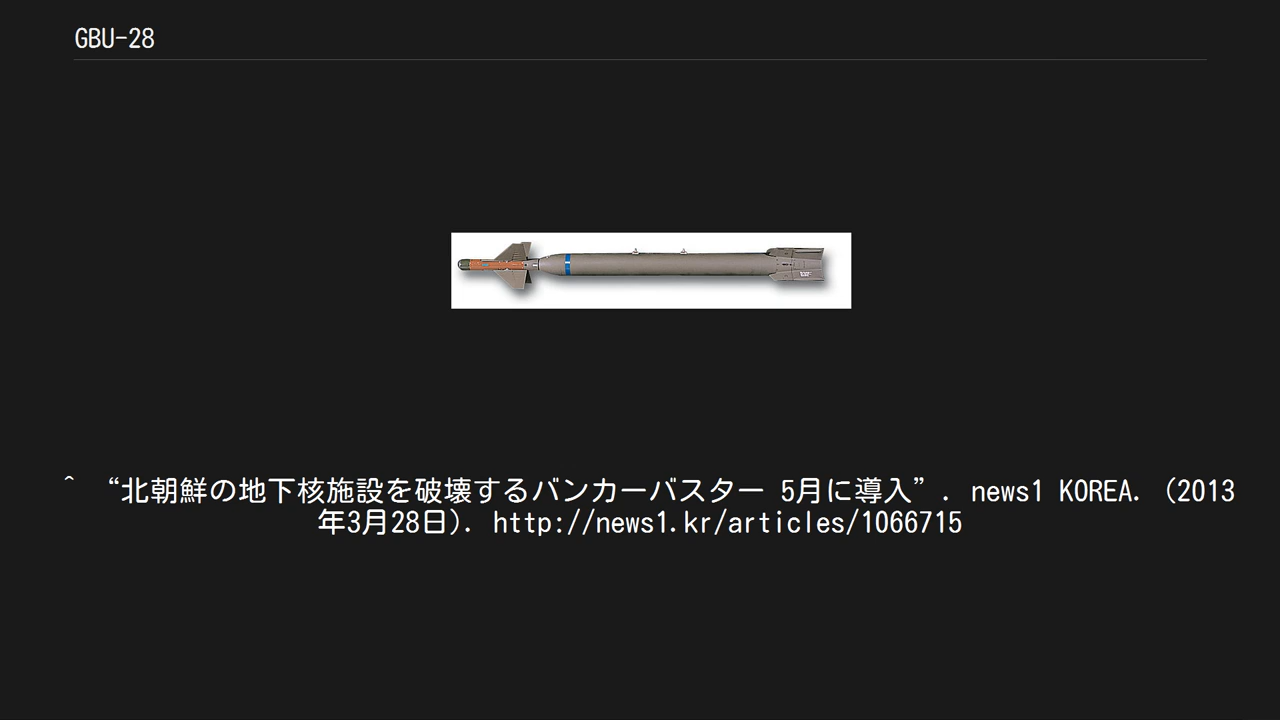 GBU-28
^ “北朝鮮の地下核施設を破壊するバンカーバスター 5月に導入”. news1 KOREA. (2013
年3月28日). http://news1.kr/articles/1066715